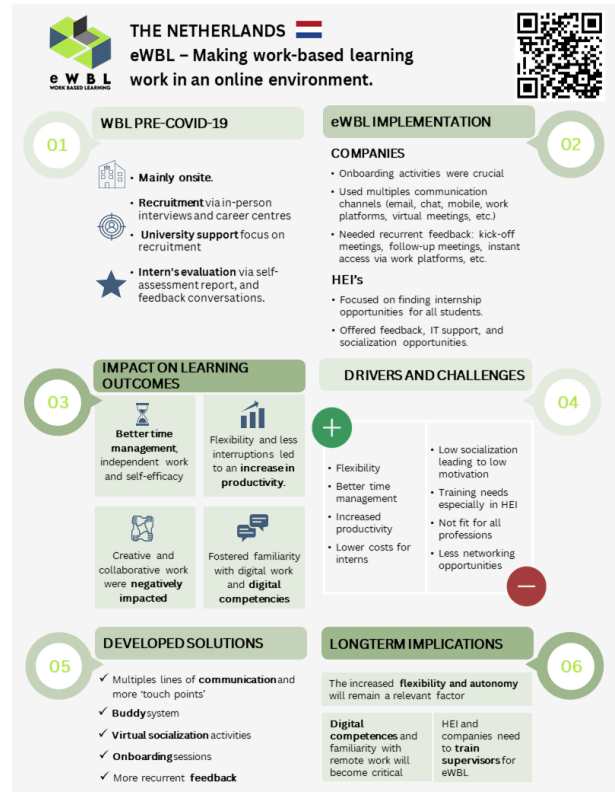 THE NETHERLANDS
eWBL – Making work-based learning
work in an online environment.
e W B L
WORK BASED LEARNING
01
WBL PRE-COVID-19
• Mainly onsite.
• Recruitment via in-person
interviews and career centres
• University support focus on
recruitment
• Intern's evaluation via self-
assessment report, and
feedback conversations.
02
eWBL IMPLEMENTATION
COMPANIES
• Onboarding activities were crucial
• Used multiple communication
channels (email, chat, mobile, work
platforms, virtual meetings, etc.)
• Needed recurrent feedback: kick-off
meetings, follow-up meetings, instant
access via work platforms, etc.
HEI's
• Focused on finding internship
opportunities for all students.
• Offered feedback, IT support, and
socialization opportunities.
03
IMPACT ON LEARNING
OUTCOMES
Better time
management,
independent work
and self-efficacy
Flexibility and less
interruptions led
to an increase in
productivity.
Creative and
collaborative work
were negatively
impacted
Fostered familiarity
with digital work
and digital
competencies
04
DRIVERS AND CHALLENGES
• Flexibility
• Better time
management
• Increased
productivity
• Lower costs for
interns
• Low socialization
leading to low
motivation
• Training needs
especially in HEI
• Not fit for all
professions
• Less networking
opportunities
05
DEVELOPED SOLUTIONS
✓ Multiples lines of communication and
more 'touch points'
✓ Buddy system
✓ Virtual socialization activities
✓ Onboarding sessions
✓ More recurrent feedback
06
LONGTERM IMPLICATIONS
The increased flexibility and autonomy
will remain a relevant factor
Digital
competences and
familiarity with
remote work will
become critical
HEI and
companies need
to train
supervisors for
eWBL